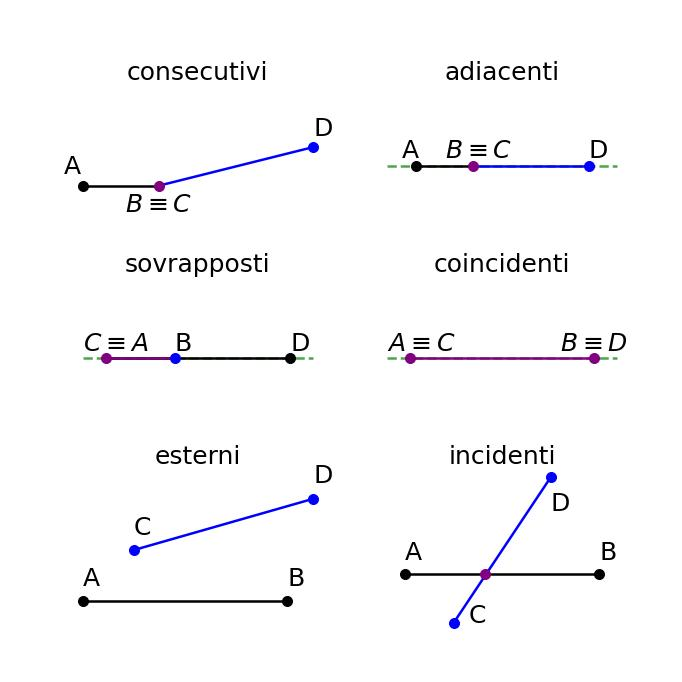 consecutivi
A
B ≡ C
D
adiacenti
A
B ≡ C
D
sovrapposti
C ≡ A
B
D
coincidenti
A ≡ C
B ≡ D
esterni
C
D
A
B
incidenti
D
A
B
C